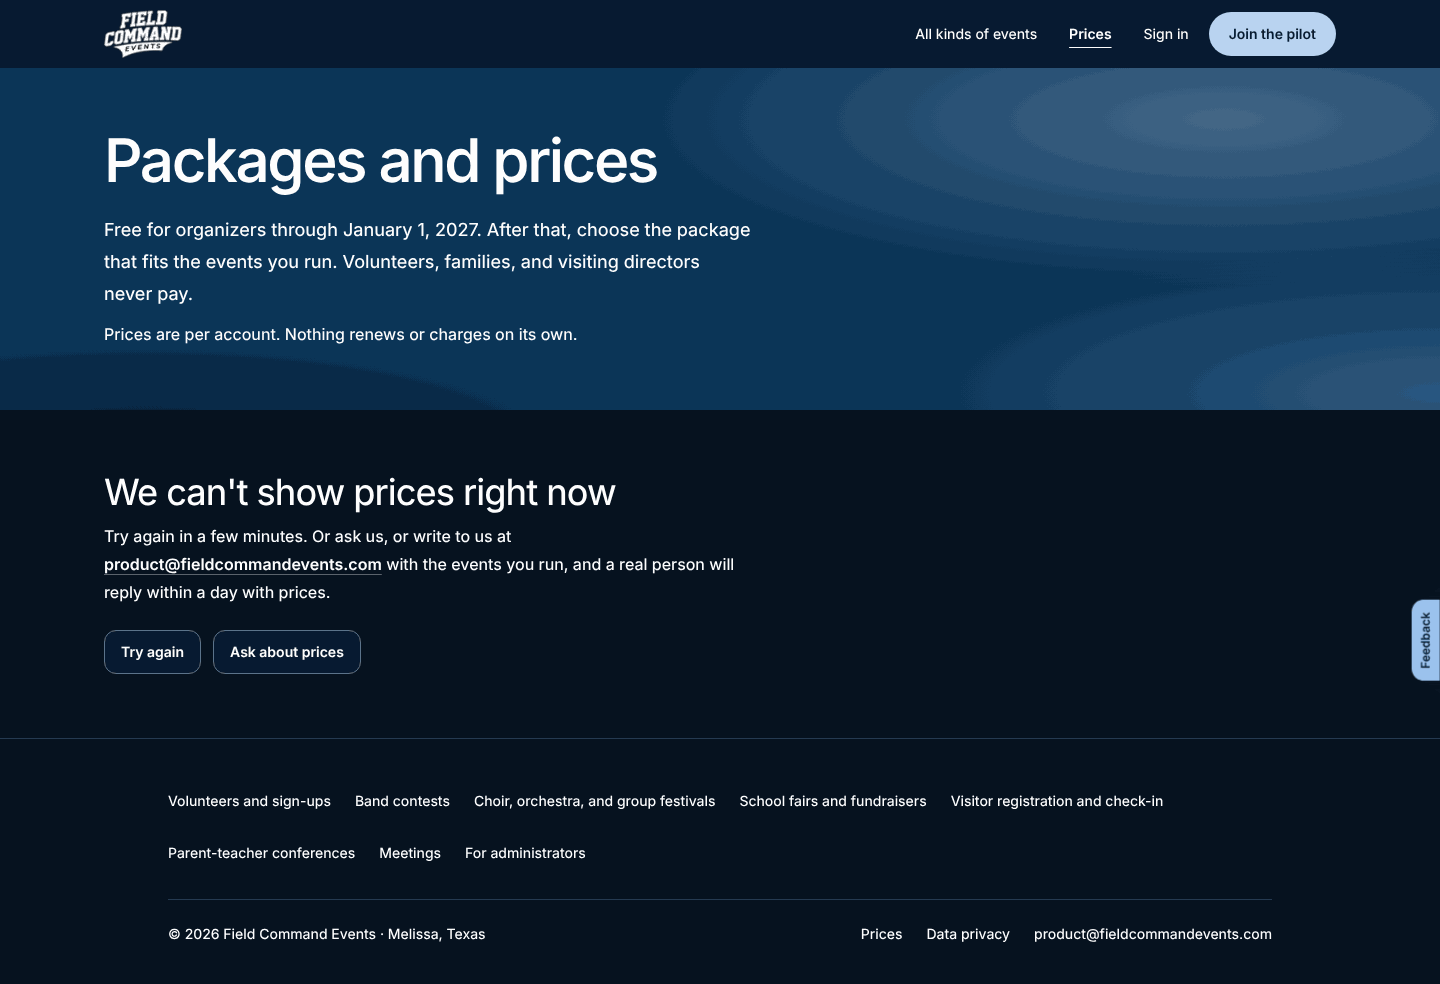 FIELD
COMMAND
EVENTS
All kinds of events
Prices
Sign in
Join the pilot
Packages and prices
Free for organizers through January 1, 2027. After that, choose the package
that fits the events you run. Volunteers, families, and visiting directors
never pay.
Prices are per account. Nothing renews or charges on its own.
We can't show prices right now
Try again in a few minutes. Or ask us, or write to us at
product@fieldcommandevents.com with the events you run, and a real person will
reply within a day with prices.
Try again
Ask about prices
Feedback
Volunteers and sign-ups
Band contests
Choir, orchestra, and group festivals
School fairs and fundraisers
Visitor registration and check-in
Parent-teacher conferences
Meetings
For administrators
© 2026 Field Command Events · Melissa, Texas
Prices
Data privacy
product@fieldcommandevents.com